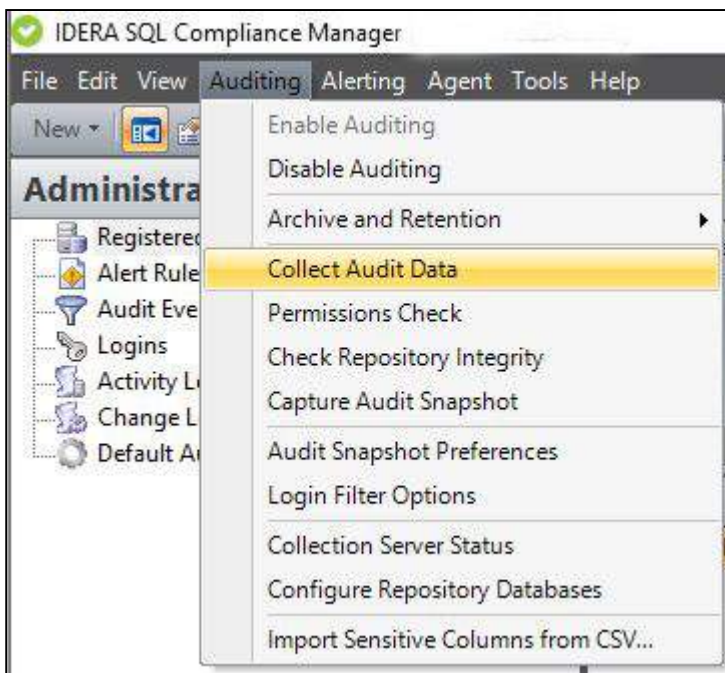 IDERA SQL Compliance Manager
File Edit View Auditing Alerting Agent Tools Help
New
Administra
Registered
Alert Rule
Audit Eve
Logins
Activity L
Change L
Default A
Enable Auditing
Disable Auditing
Archive and Retention
Collect Audit Data
Permissions Check
Check Repository Integrity
Capture Audit Snapshot
Audit Snapshot Preferences
Login Filter Options
Collection Server Status
Configure Repository Databases
Import Sensitive Columns from CSV...